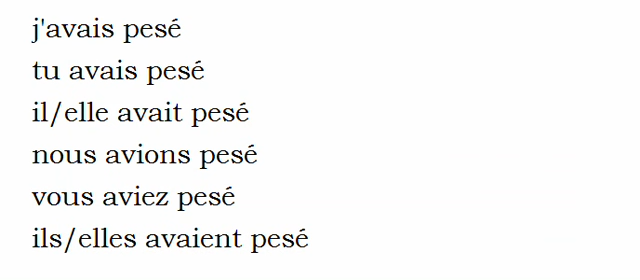 j'avais pesé
tu avais pesé
il/elle avait pesé
nous avions pesé
vous aviez pesé
ils/elles avaient pesé